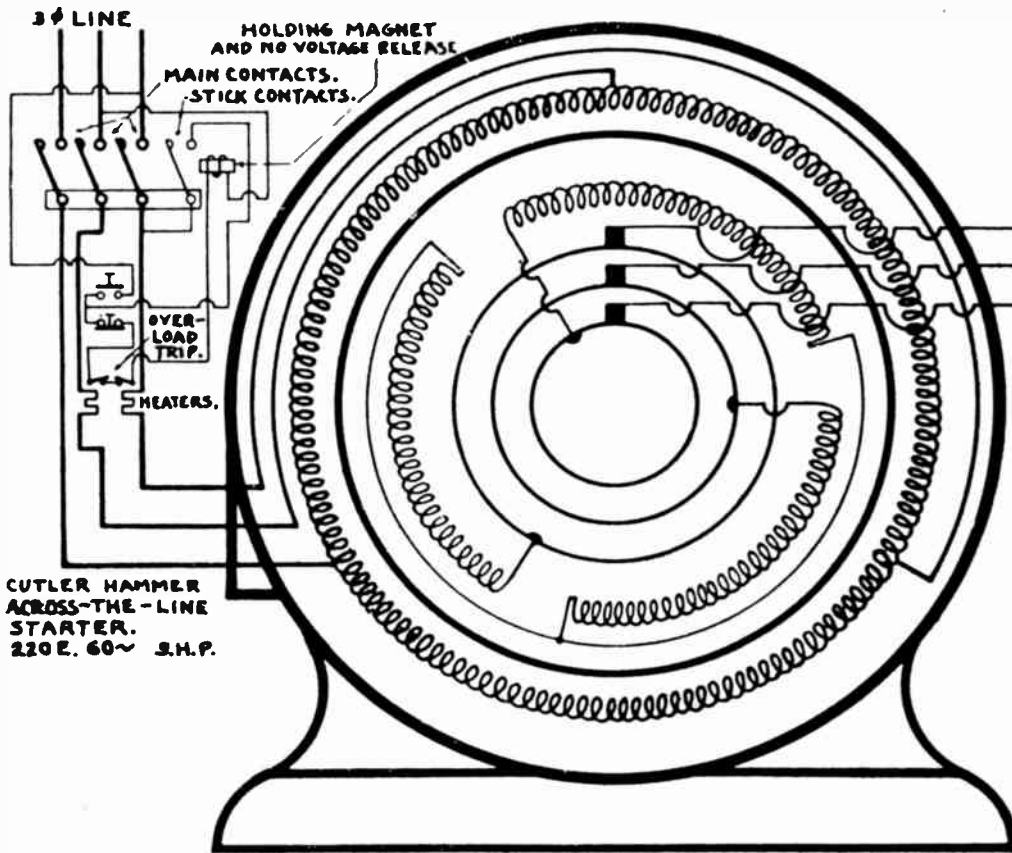 3 ϕ LINE
HOLDING MAGNET
AND NO VOLTAGE RELEASE
MAIN CONTACTS.
STICK CONTACTS.
OVER-
LOAD
TRIP.
HEATERS.
CUTLER HAMMER
ACROSS-THE-LINE
STARTER.
220 E. 60~ H.P.